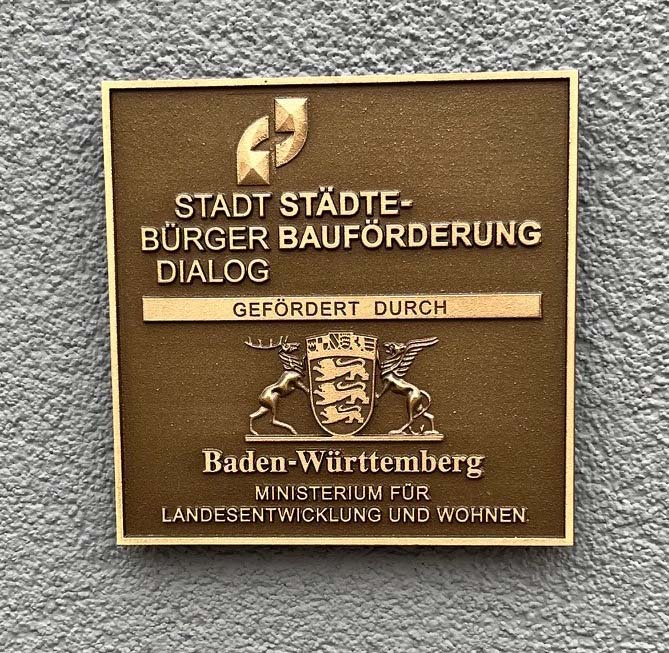 STADT STÄDTE-
BÜRGER BAUFÖRDERUNG
DIALOG
GEFÖRDERT DURCH
Baden-Württemberg
MINISTERIUM FÜR
LANDESENTWICKLUNG UND WOHNEN